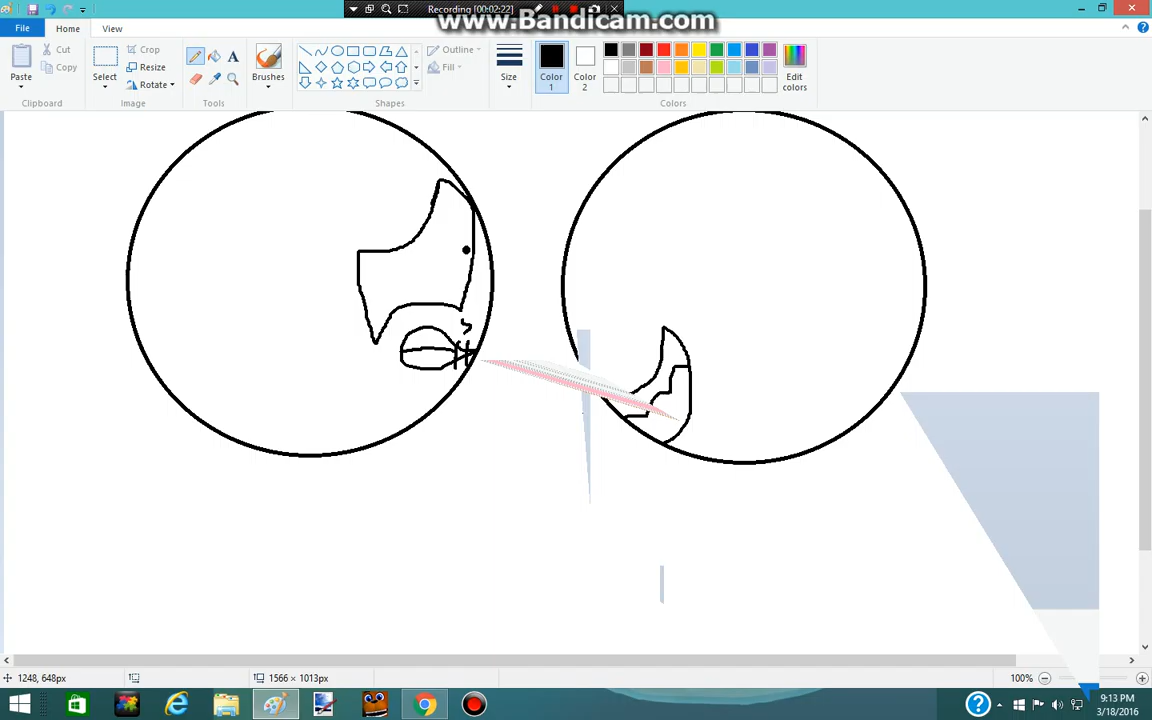 Recording [00:02:22]
www.Bandicam.com
File Home View
Cut Copy Paste Clipboard
Crop Resize Rotate Select Image
Tools
Brushes
Outline Fill Shapes
Size
Color 1
Color 2
Edit colors
Colors
1248, 648px
1566 × 1013px
100%
9:13 PM
3/18/2016